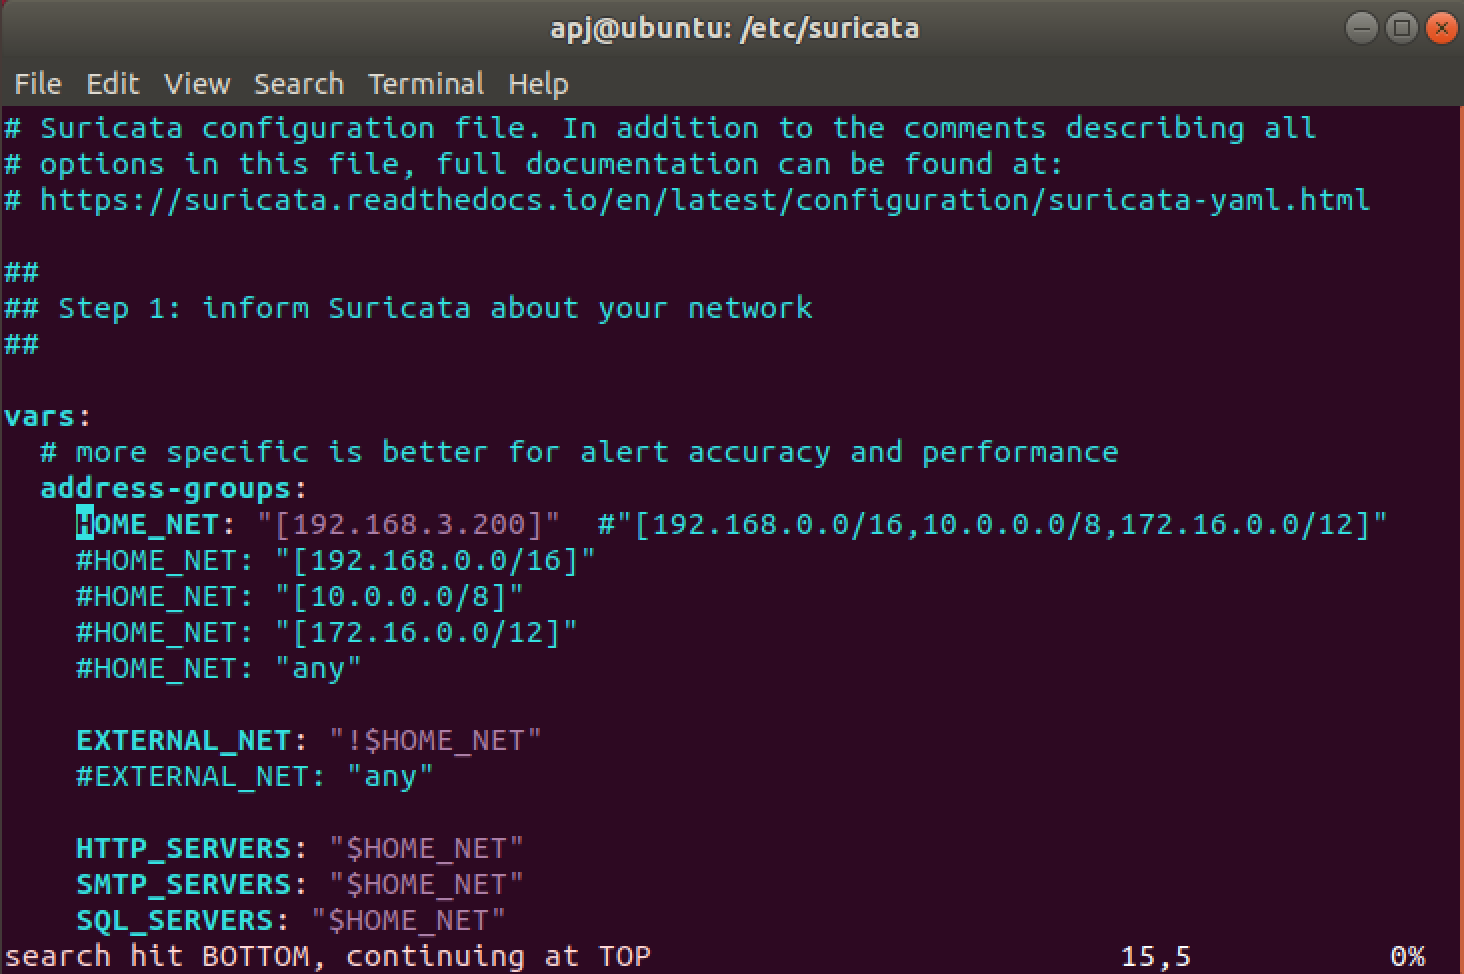 apj@ubuntu: /etc/suricata
File Edit View Search Terminal Help
# Suricata configuration file. In addition to the comments describing all
# options in this file, full documentation can be found at:
# https://suricata.readthedocs.io/en/latest/configuration/suricata-yaml.html
##
## Step 1: inform Suricata about your network
##
vars:
  # more specific is better for alert accuracy and performance
  address-groups:
    HOME_NET: "[192.168.3.200]"  #"[192.168.0.0/16,10.0.0.0/8,172.16.0.0/12]"
    #HOME_NET: "[192.168.0.0/16]"
    #HOME_NET: "[10.0.0.0/8]"
    #HOME_NET: "[172.16.0.0/12]"
    #HOME_NET: "any"
    EXTERNAL_NET: "!$HOME_NET"
    #EXTERNAL_NET: "any"
    HTTP_SERVERS: "$HOME_NET"
    SMTP_SERVERS: "$HOME_NET"
    SQL_SERVERS: "$HOME_NET"
search hit BOTTOM, continuing at TOP 15,5 0%